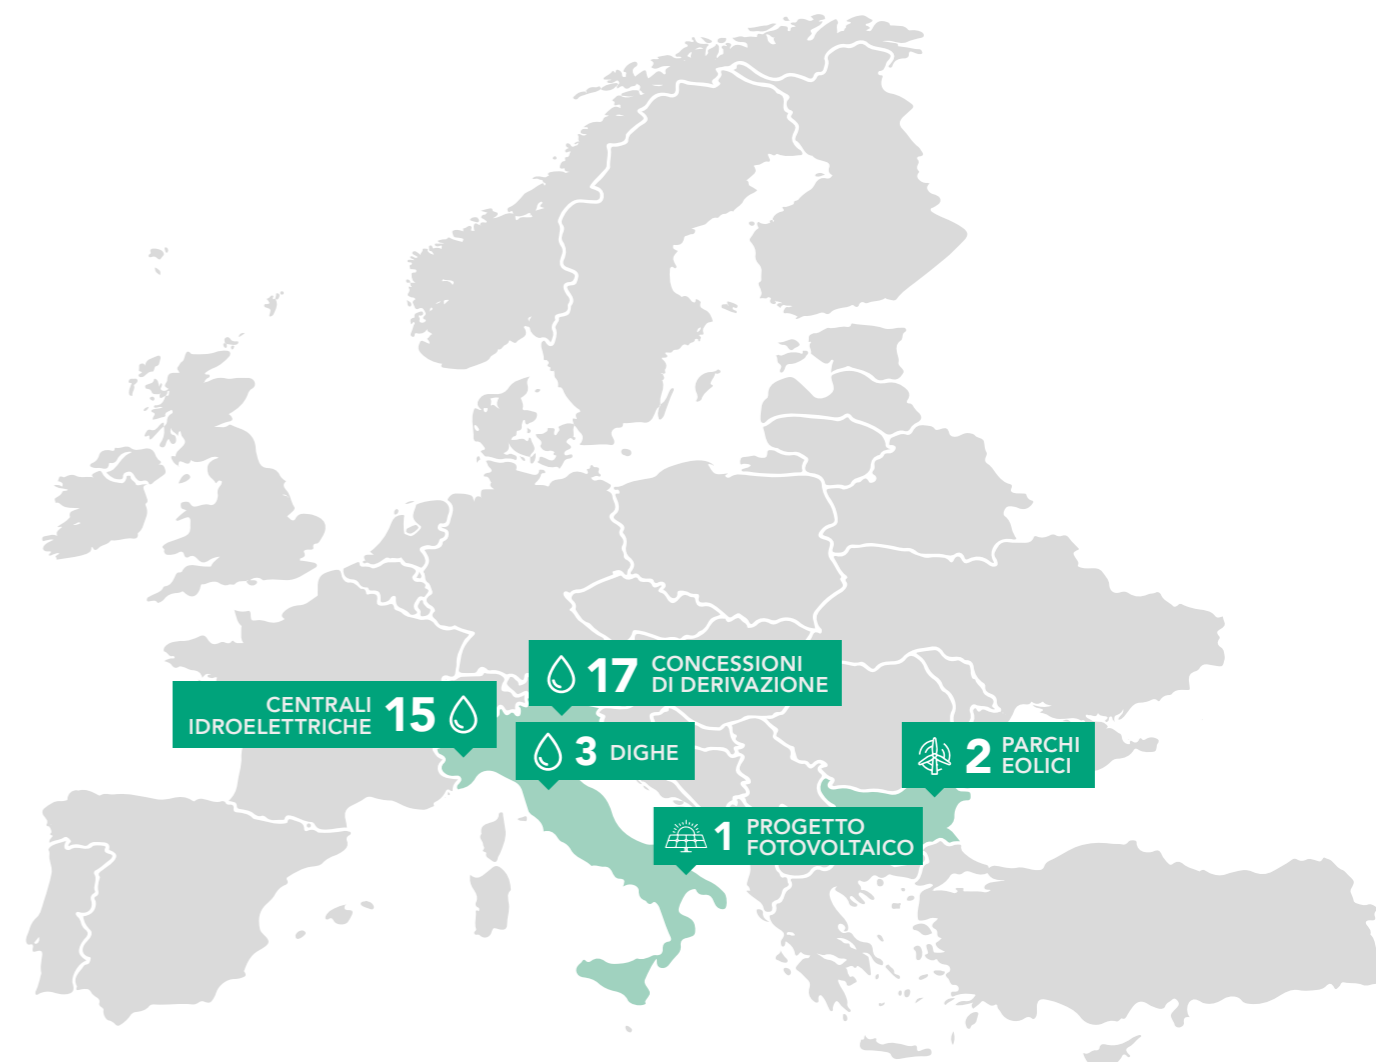 17 CONCESSIONI
DI DERIVAZIONE
CENTRALI
IDROELETTRICHE 15
3 DIGHE
2 PARCHI
EOLICI
1 PROGETTO
FOTOVOLTAICO